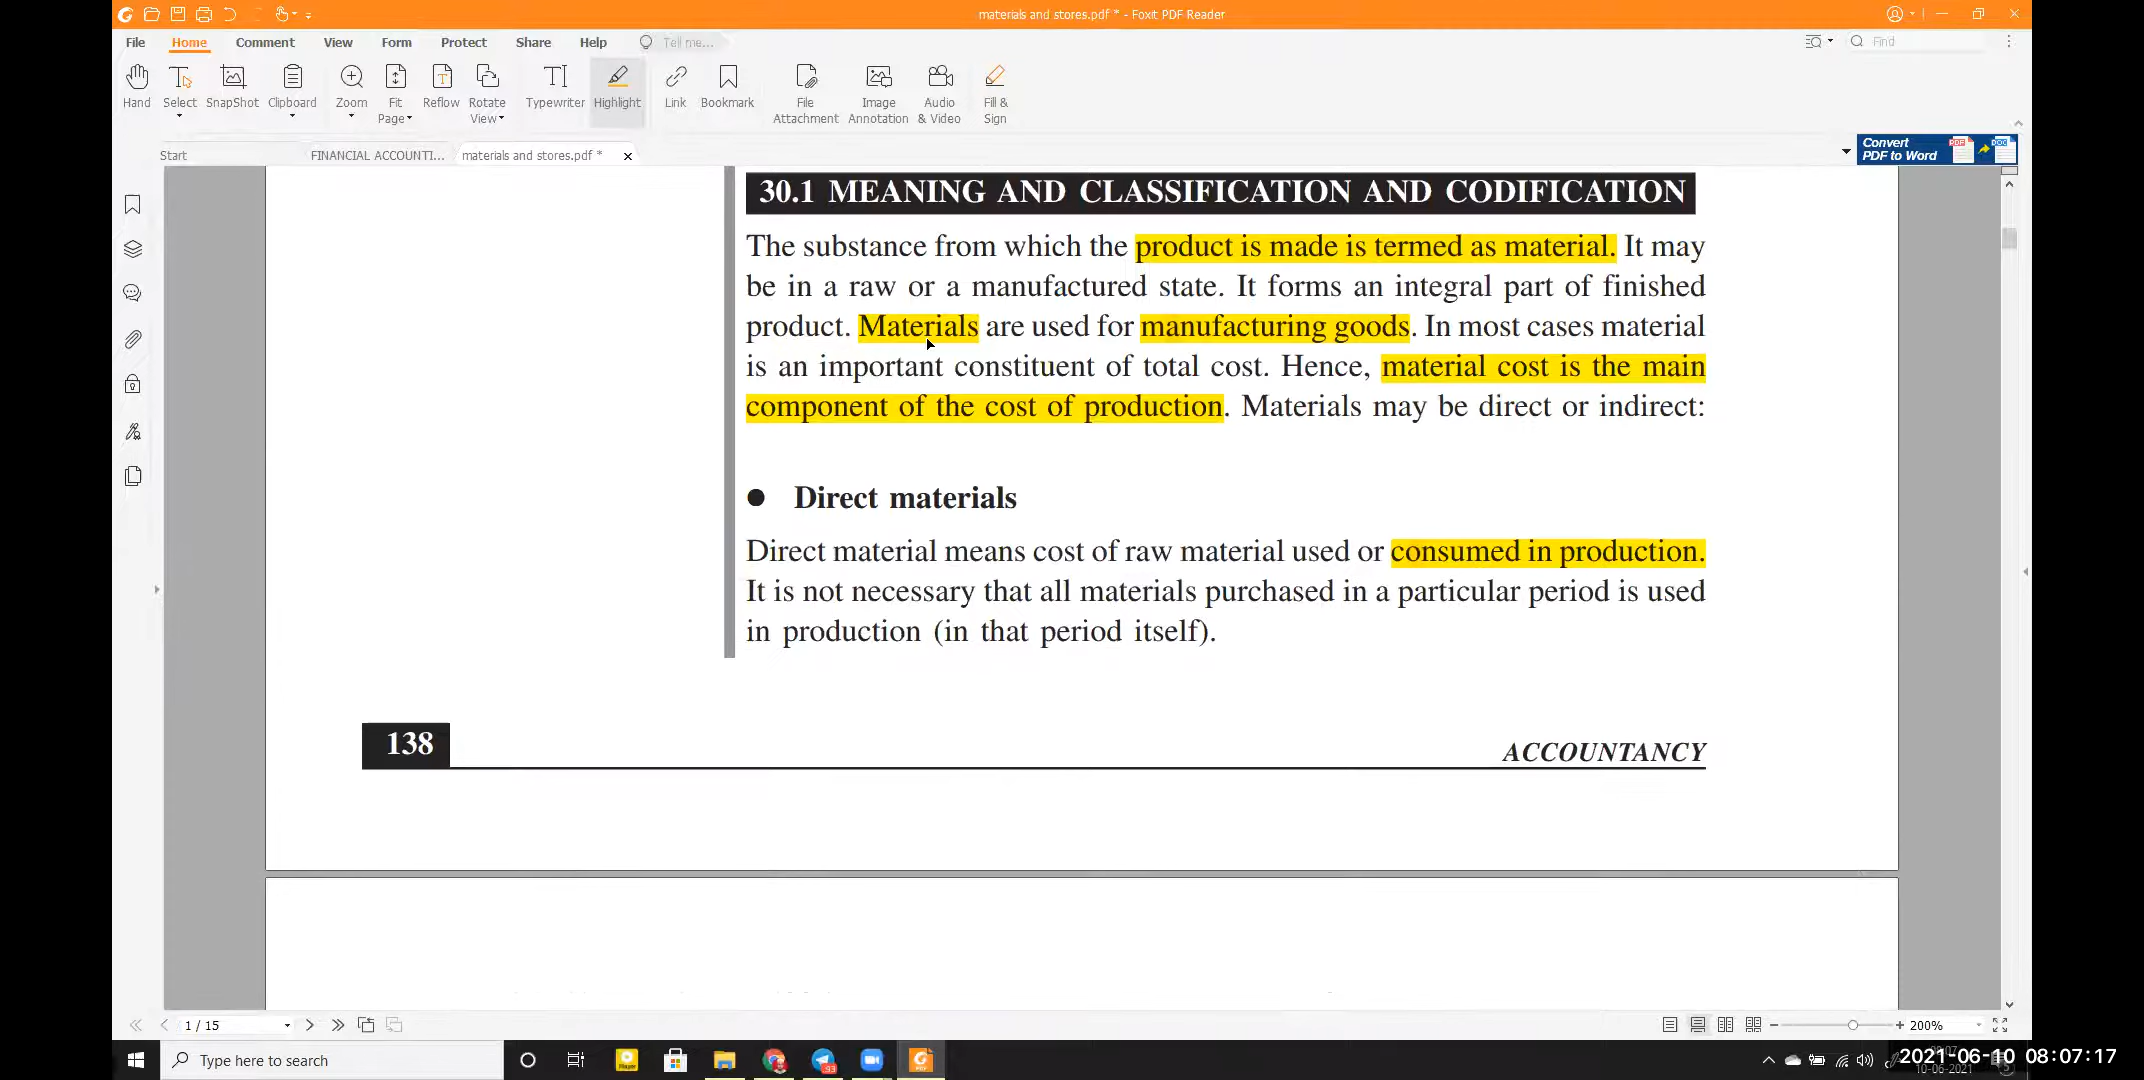 materials and stores.pdf * - Foxit PDF Reader
File Home Comment View Form Protect Share Help Tell me... Find
Hand Select SnapShot Clipboard Zoom Fit Page Reflow Rotate View Typewriter Highlight Link Bookmark File Attachment Image Annotation Audio & Video Fill & Sign
Start FINANCIAL ACCOUNTI... materials and stores.pdf *
Convert
PDF to Word
30.1 MEANING AND CLASSIFICATION AND CODIFICATION
The substance from which the product is made is termed as material. It may
be in a raw or a manufactured state. It forms an integral part of finished
product. Materials are used for manufacturing goods. In most cases material
is an important constituent of total cost. Hence, material cost is the main
component of the cost of production. Materials may be direct or indirect:
● Direct materials
Direct material means cost of raw material used or consumed in production.
It is not necessary that all materials purchased in a particular period is used
in production (in that period itself).
138 ACCOUNTANCY
1 / 15 200%
Type here to search
2021-06-10 08:07:17
10-06-2021